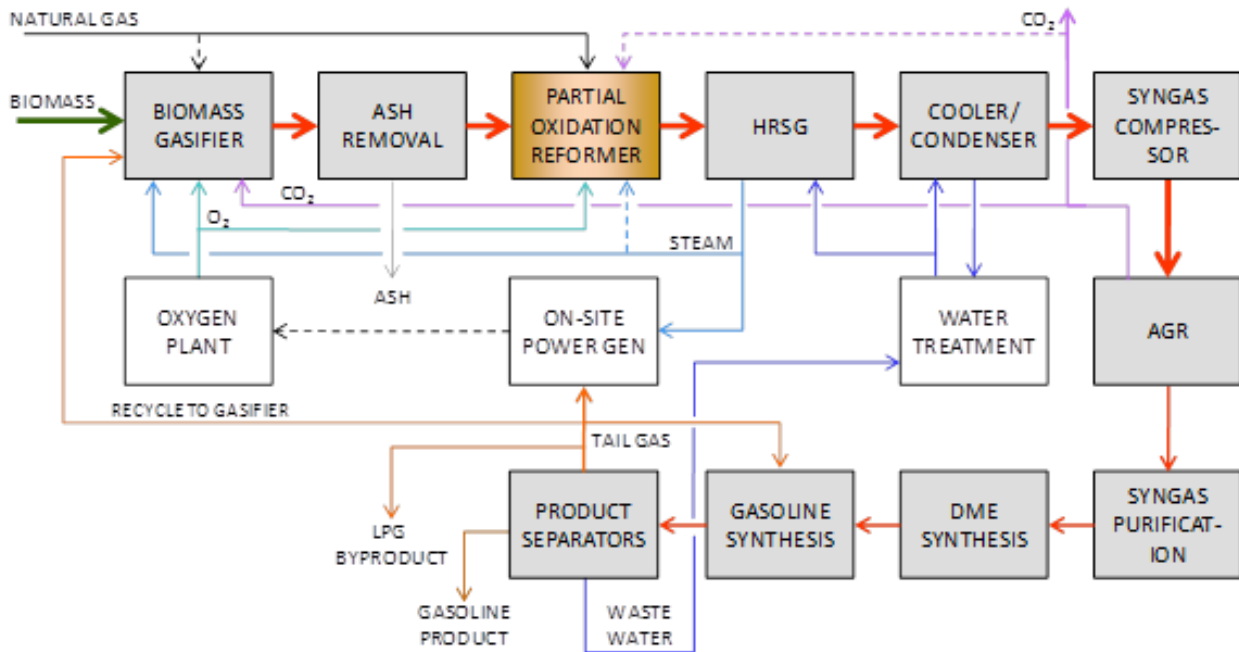 NATURAL GAS
CO₂
BIOMASS
BIOMASS
GASIFIER
ASH
REMOVAL
PARTIAL
OXIDATION
REFORMER
HRSG
COOLER/
CONDENSER
SYNGAS
COMPRES-
SOR
CO₂
O₂
STEAM
ASH
OXYGEN
PLANT
ON-SITE
POWER GEN
WATER
TREATMENT
AGR
RECYCLE TO GASIFIER
TAIL GAS
LPG
BYPRODUCT
PRODUCT
SEPARATORS
GASOLINE
SYNTHESIS
DME
SYNTHESIS
SYNGAS
PURIFICAT-
ION
GASOLINE
PRODUCT
WASTE
WATER